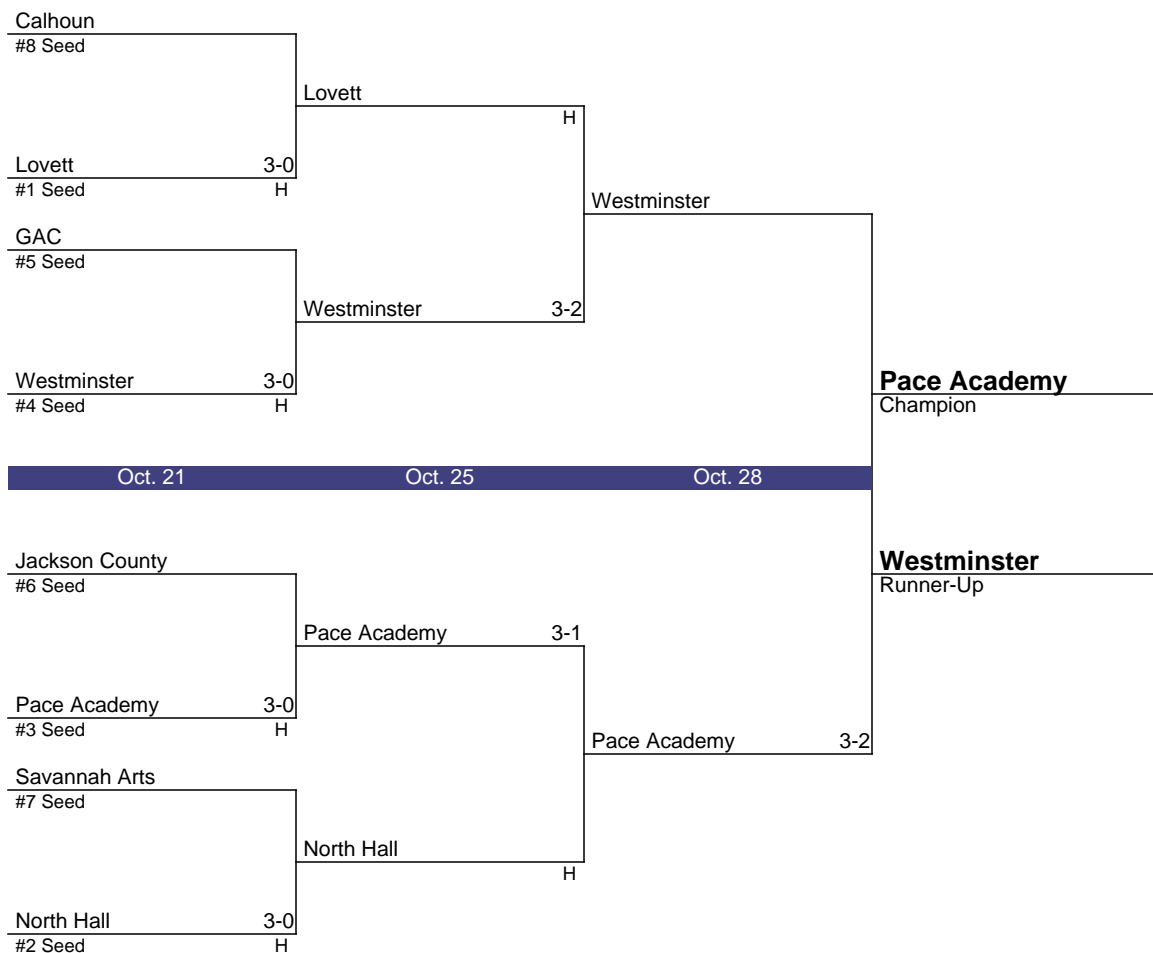 Calhoun
#8 Seed
Lovett
H
Lovett 3-0
#1 Seed H
Westminster
GAC
#5 Seed
Westminster 3-2
Westminster 3-0
#4 Seed H
Pace Academy
Champion
Oct. 21 Oct. 25 Oct. 28
Jackson County
#6 Seed
Westminster
Runner-Up
Pace Academy 3-1
Pace Academy 3-0
#3 Seed H
Pace Academy 3-2
Savannah Arts
#7 Seed
North Hall
H
North Hall 3-0
#2 Seed H